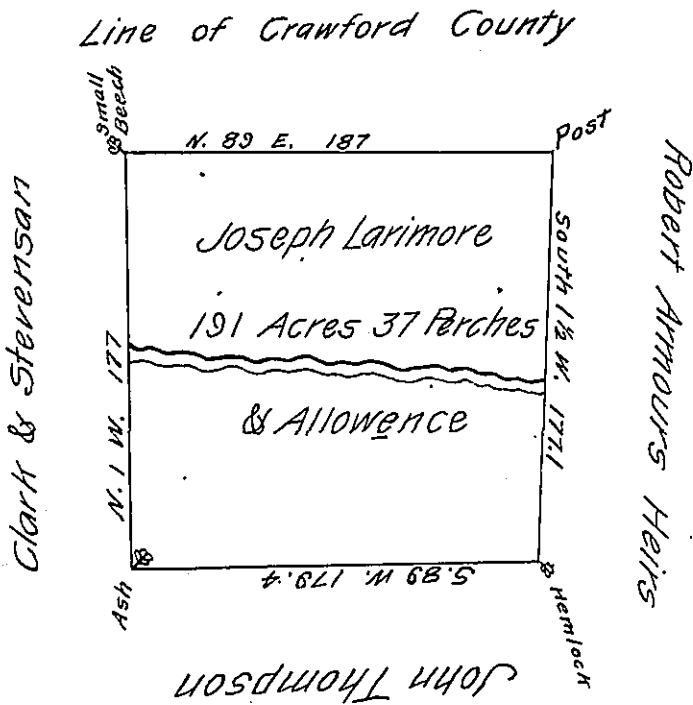 Line of Crawford County
Small
Beech
N. 89 E. 187
Post
Clark & Stevensan
N. 1 W. 177
Joseph Larimore
191 Acres 37 Perches
& Allowence
South 1½ W. 177.1
Robert Armours Heirs
Ash
S. 89 W. 179.4
Hemlock
John Thompson